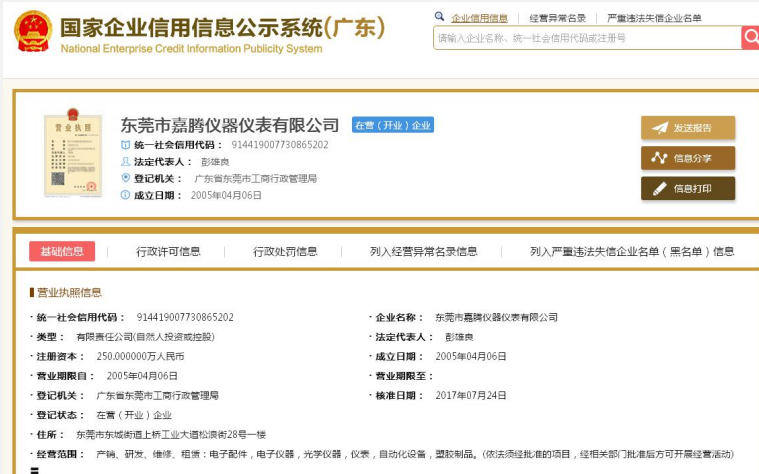 国家企业信用信息公示系统(广东)
National Enterprise Credit Information Publicity System
企业信用信息 经营异常名录 严重违法失信企业名单
请输入企业名称、统一社会信用代码或注册号
营业执照
东莞市嘉腾仪器仪表有限公司 在营(开业)企业
统一社会信用代码: 914419007730865202
法定代表人: 彭雄良
登记机关: 广东省东莞市工商行政管理局
成立日期: 2005年04月06日
发送报告
信息分享
信息打印
基础信息 行政许可信息 行政处罚信息 列入经营异常名录信息 列入严重违法失信企业名单(黑名单)信息
营业执照信息
· 统一社会信用代码: 914419007730865202 · 企业名称: 东莞市嘉腾仪器仪表有限公司
· 类型: 有限责任公司(自然人投资或控股) · 法定代表人: 彭雄良
· 注册资本: 250.000000万人民币 · 成立日期: 2005年04月06日
· 营业期限自: 2005年04月06日 · 营业期限至:
· 登记机关: 广东省东莞市工商行政管理局 · 核准日期: 2017年07月24日
· 登记状态: 在营(开业)企业
· 住所: 东莞市东城街道上桥工业大道松浪街28号一楼
· 经营范围: 产销、研发、维修、租赁:电子配件,电子仪器,光学仪器,仪表,自动化设备,塑胶制品。(依法须经批准的项目,经相关部门批准后方可开展经营活动)